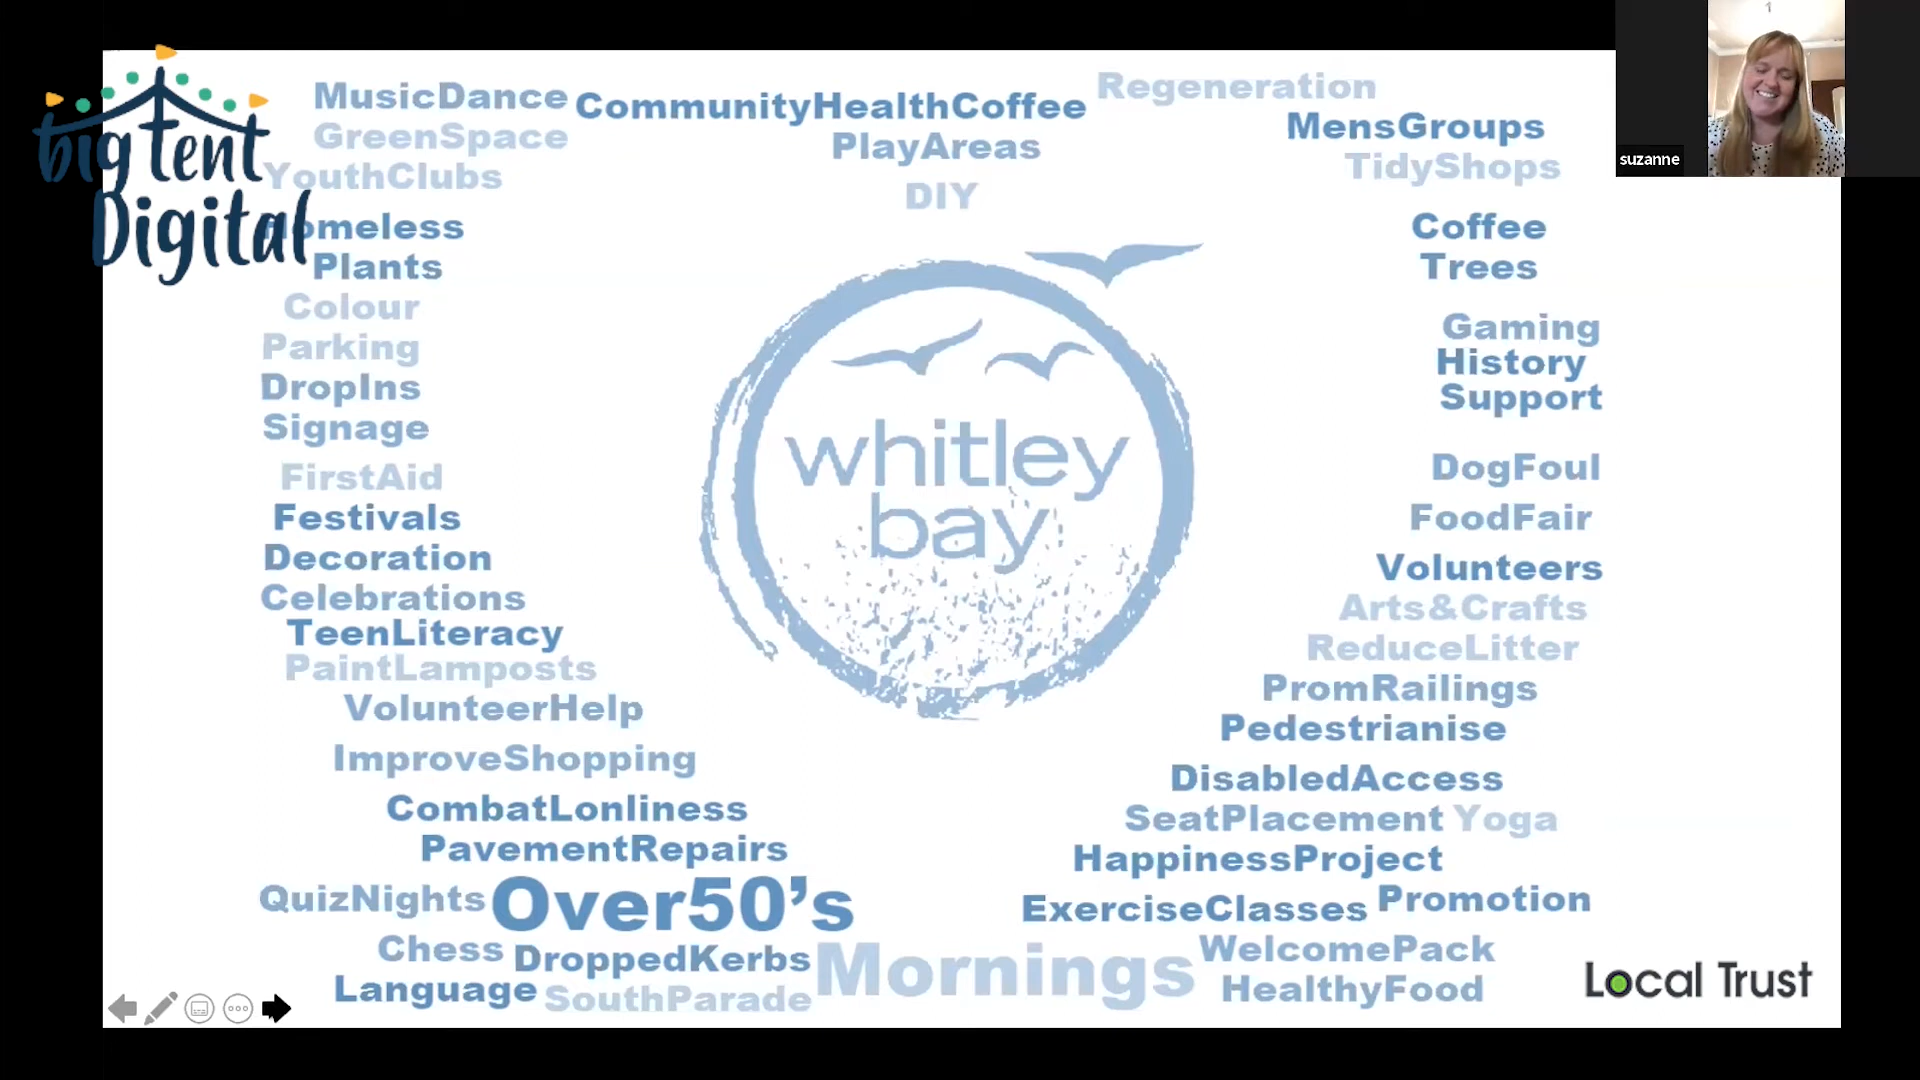 big tent
Digital
MusicDance
CommunityHealthCoffee
Regeneration
GreenSpace
PlayAreas
MensGroups
YouthClubs
DIY
TidyShops
suzanne
Homeless
Plants
Colour
Parking
DropIns
Signage
FirstAid
Festivals
Decoration
Celebrations
TeenLiteracy
PaintLamposts
VolunteerHelp
ImproveShopping
CombatLonliness
PavementRepairs
QuizNights Over50’s
Chess DroppedKerbs Mornings
Language SouthParade
whitley
bay
Coffee
Trees
Gaming
History
Support
DogFoul
FoodFair
Volunteers
Arts&Crafts
ReduceLitter
PromRailings
Pedestrianise
DisabledAccess
SeatPlacement Yoga
HappinessProject
ExerciseClasses Promotion
WelcomePack
HealthyFood
Local Trust